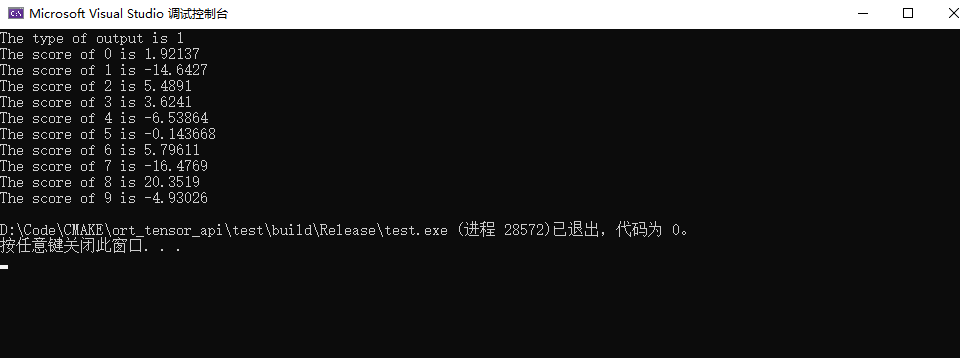 Microsoft Visual Studio 调试控制台
The type of output is 1
The score of 0 is 1.92137
The score of 1 is -14.6427
The score of 2 is 5.4891
The score of 3 is 3.6241
The score of 4 is -6.53864
The score of 5 is -0.143668
The score of 6 is 5.79611
The score of 7 is -16.4769
The score of 8 is 20.3519
The score of 9 is -4.93026
D:\Code\CMAKE\ort_tensor_api\test\build\Release\test.exe (进程 28572)已退出，代码为 0。
按任意键关闭此窗口. . .